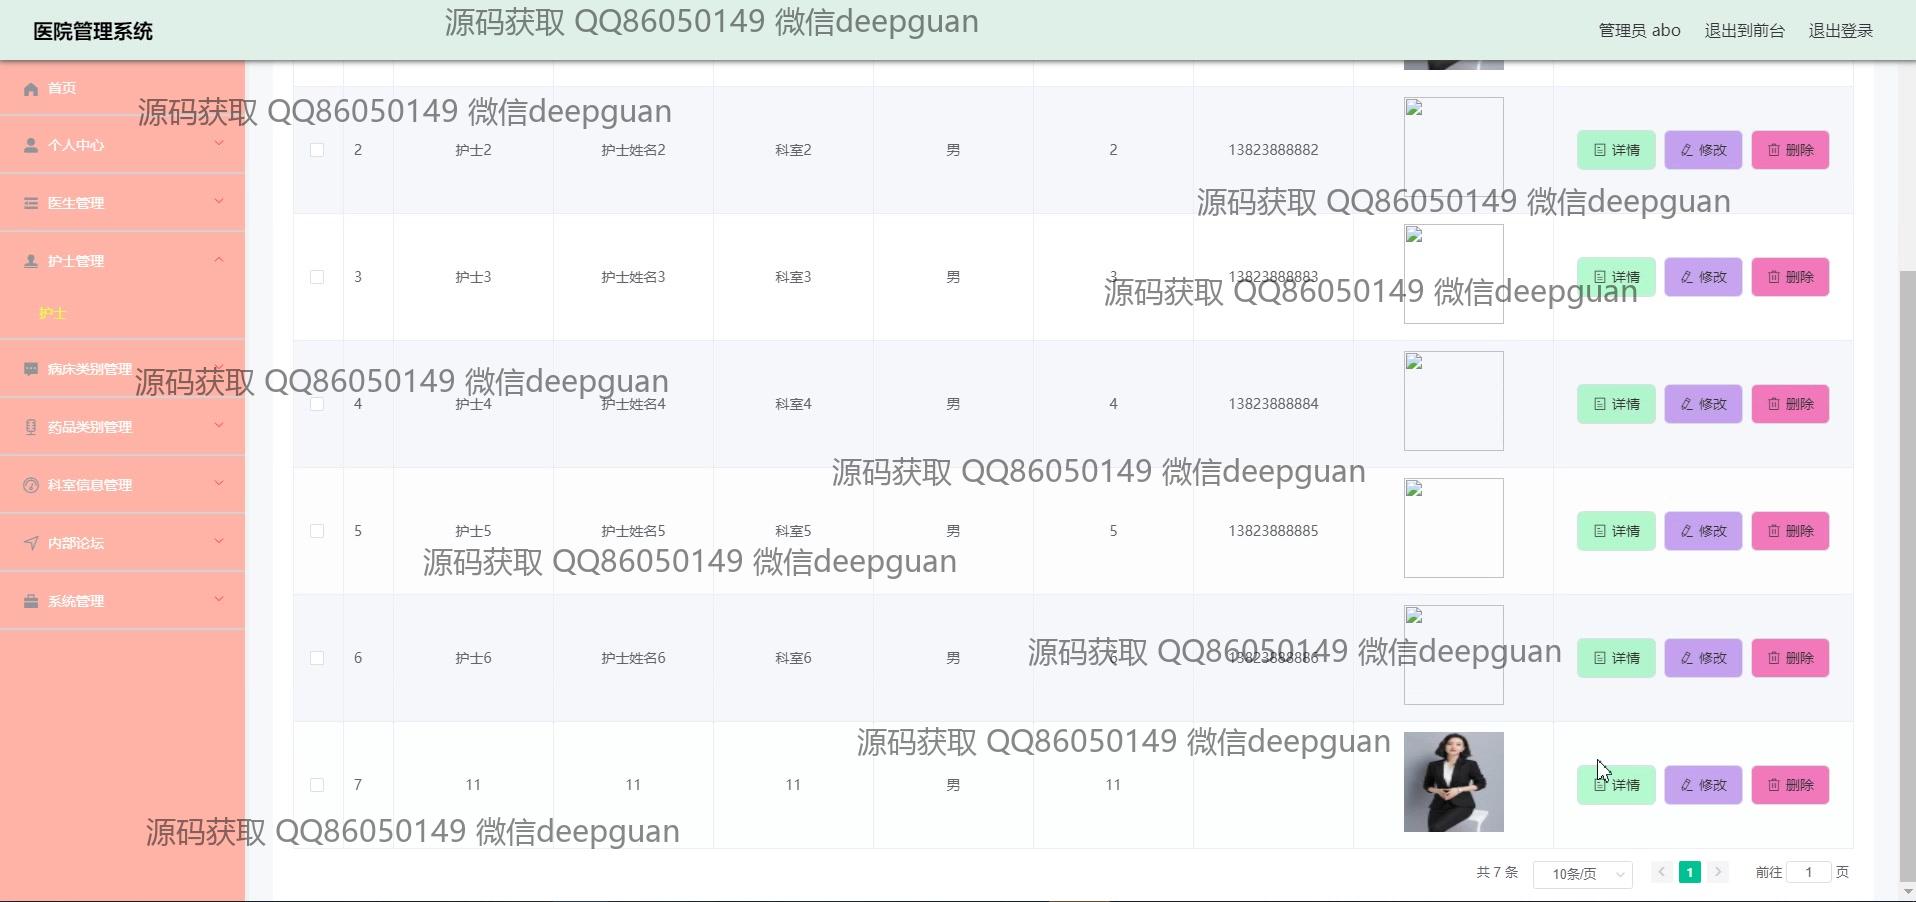 医院管理系统
源码获取 QQ86050149 微信deepguan
管理员 abo 退出到前台 退出登录
首页
源码获取 QQ86050149 微信deepguan
个人中心
2 护士2 护士姓名2 科室2 男 2 13823888882 详情 修改 删除
医生管理
源码获取 QQ86050149 微信deepguan
护士管理
3 护士3 护士姓名3 科室3 男 3 13823888883 详情 修改 删除
源码获取 QQ86050149 微信deepguan
护士
病床类别管理
源码获取 QQ86050149 微信deepguan
4 护士4 护士姓名4 科室4 男 4 13823888884 详情 修改 删除
药品类别管理
源码获取 QQ86050149 微信deepguan
科室信息管理
5 护士5 护士姓名5 科室5 男 5 13823888885 详情 修改 删除
内部论坛
源码获取 QQ86050149 微信deepguan
系统管理
源码获取 QQ86050149 微信deepguan
6 护士6 护士姓名6 科室6 男 6 13823888886 详情 修改 删除
源码获取 QQ86050149 微信deepguan
7 11 11 11 男 11 详情 修改 删除
源码获取 QQ86050149 微信deepguan
共 7 条 10条/页 1 前往 1 页